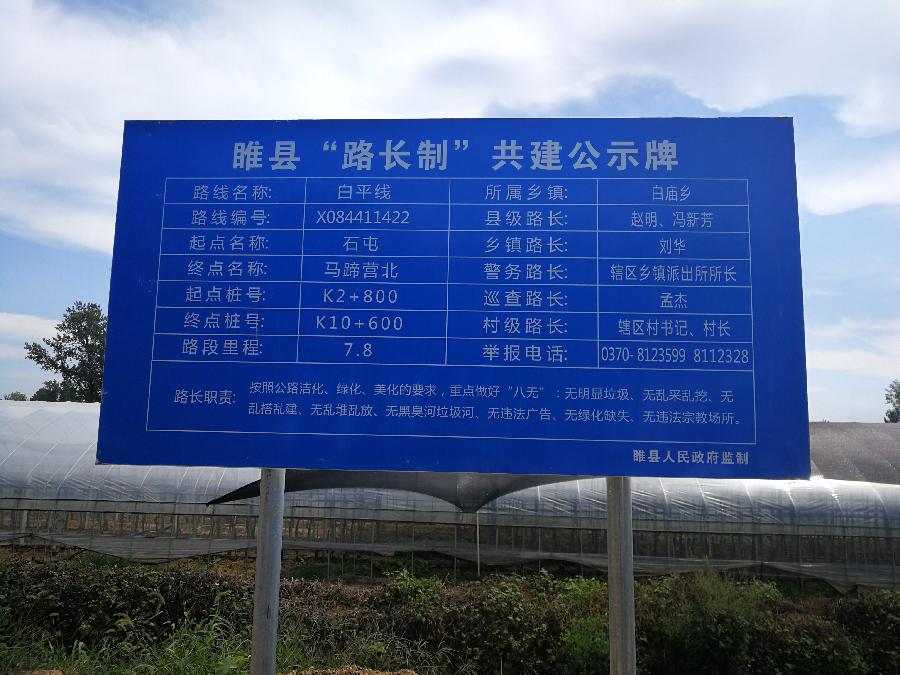 睢县“路长制”共建公示牌
路线名称: 白平线 所属乡镇: 白庙乡
路线编号: X084411422 县级路长: 赵明、冯新芳
起点名称: 石屯 乡镇路长: 刘华
终点名称: 马蹄营北 警务路长: 辖区乡镇派出所所长
起点桩号: K2+800 巡查路长: 孟杰
终点桩号: K10+600 村级路长: 辖区村书记、村长
路段里程: 7.8 举报电话: 0370-8123599 8112328
路长职责: 按照公路洁化、绿化、美化的要求，重点做好“八无”：无明显垃圾、无乱采乱挖、无
乱搭乱建、无乱堆乱放、无黑臭河垃圾河、无违法广告、无绿化缺失、无违法宗教场所。
睢县人民政府监制